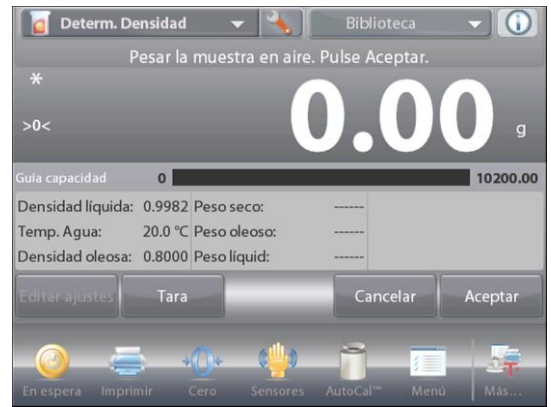 Determ. Densidad Biblioteca
Pesar la muestra en aire. Pulse Aceptar.
*
>0<
0.00 g
Guía capacidad 0 10200.00
Densidad líquida: 0.9982 Peso seco: ------
Temp. Agua: 20.0 °C Peso oleoso: ------
Densidad oleosa: 0.8000 Peso líquid: ------
Editar ajustes Tara Cancelar Aceptar
En espera Imprimir Cero Sensores AutoCal™ Menú Más...